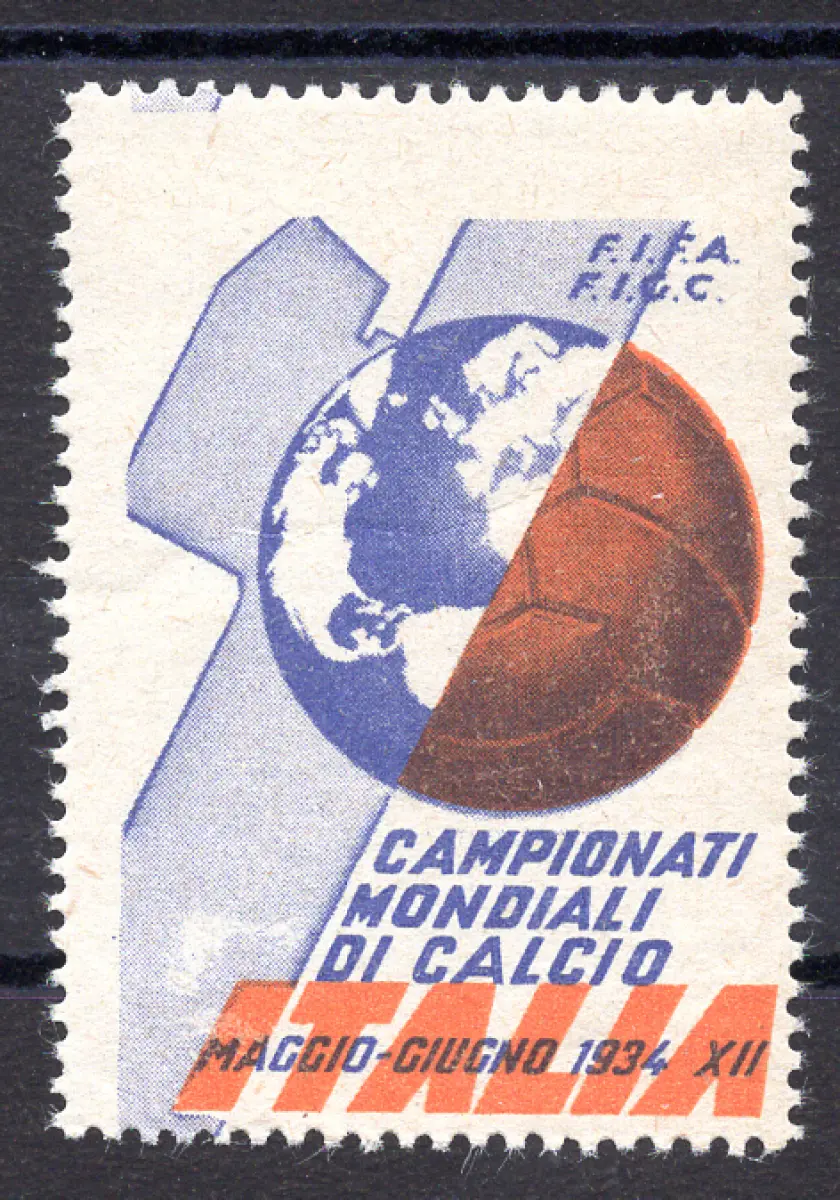 F.I.F.A.
F.I.G.C.
CAMPIONATI
MONDIALI
DI CALCIO
ITALIA
MAGGIO-GIUGNO 1934 XII